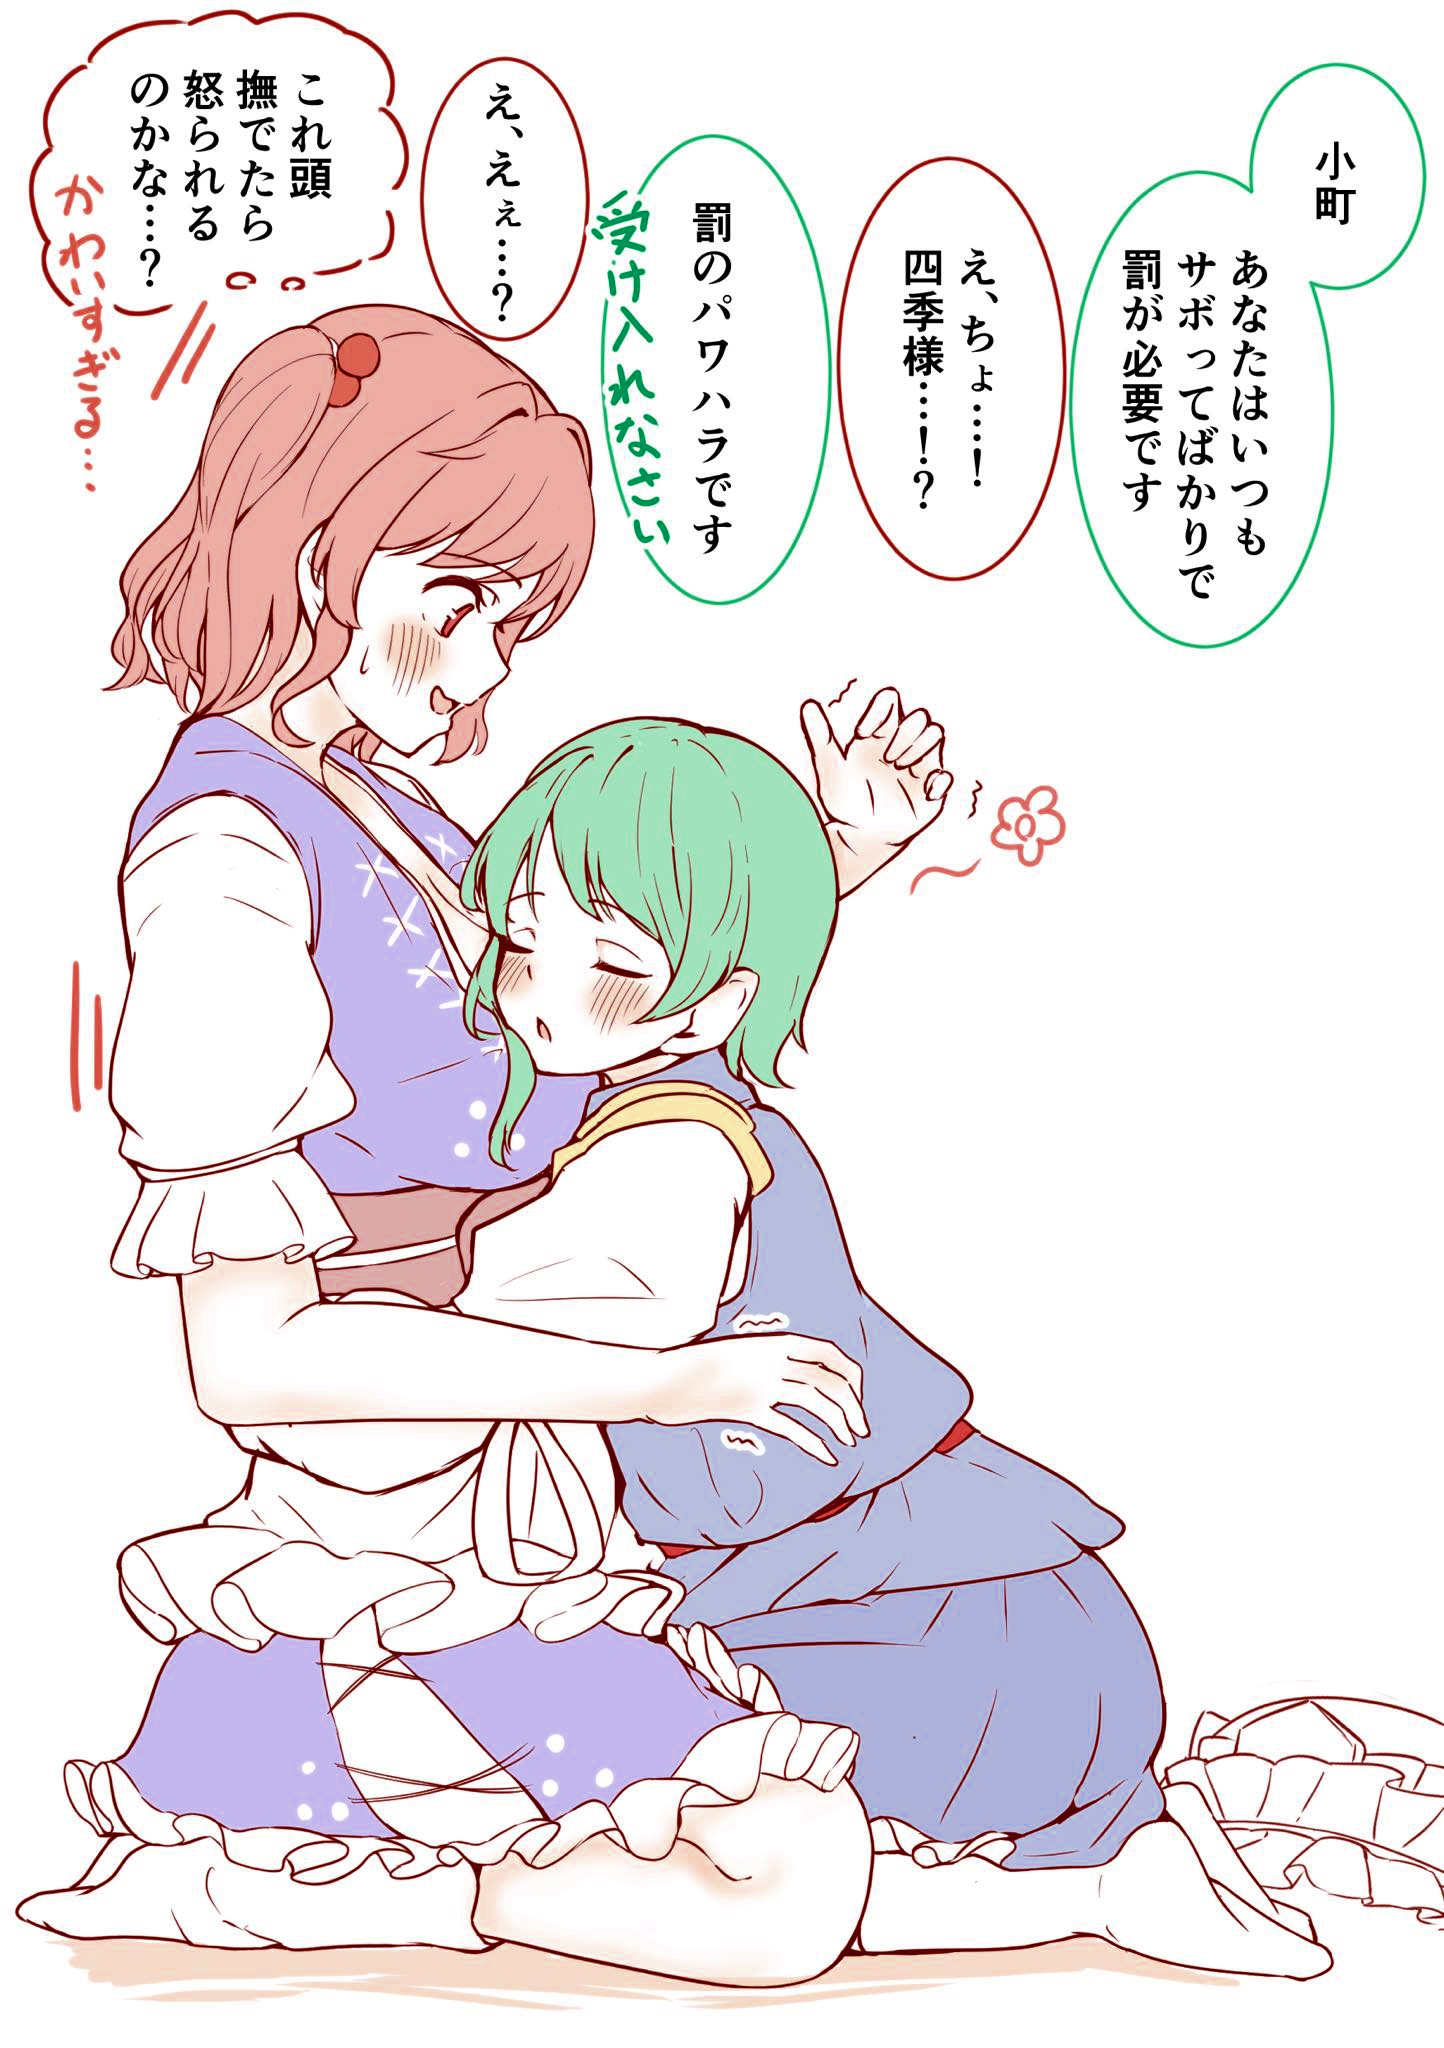 小町
あなたはいつも
サボってばかりで
罰が必要です
え、ちょ…！
四季様…！？
罰のパワハラです
受け入れなさい
え、えぇ…？
これ頭
撫でたら
怒られる
のかな…？
かわいすぎる…